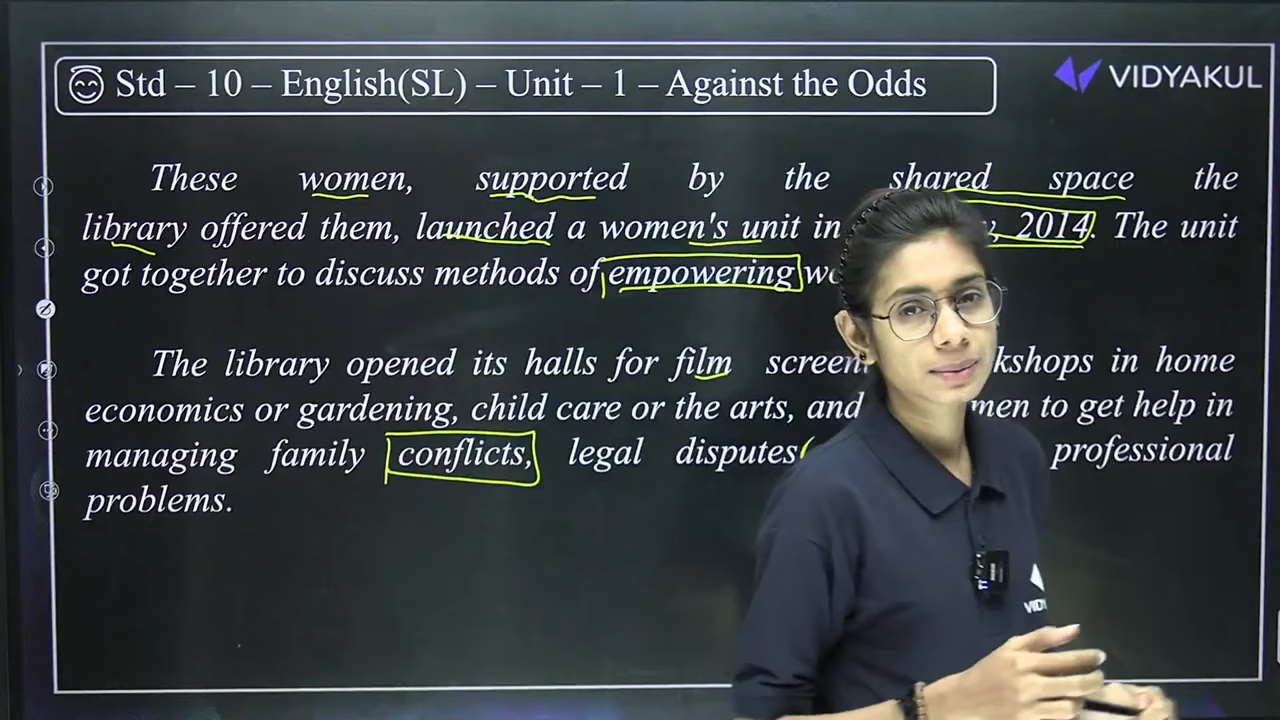 Std – 10 – English(SL) – Unit – 1 – Against the Odds
VIDYAKUL
These women, supported by the shared space the
library offered them, launched a women's unit in 2014. The unit
got together to discuss methods of empowering
The library opened its halls for film in home
economics or gardening, child care or the arts, and to get help in
managing family conflicts, legal disputes professional
problems.